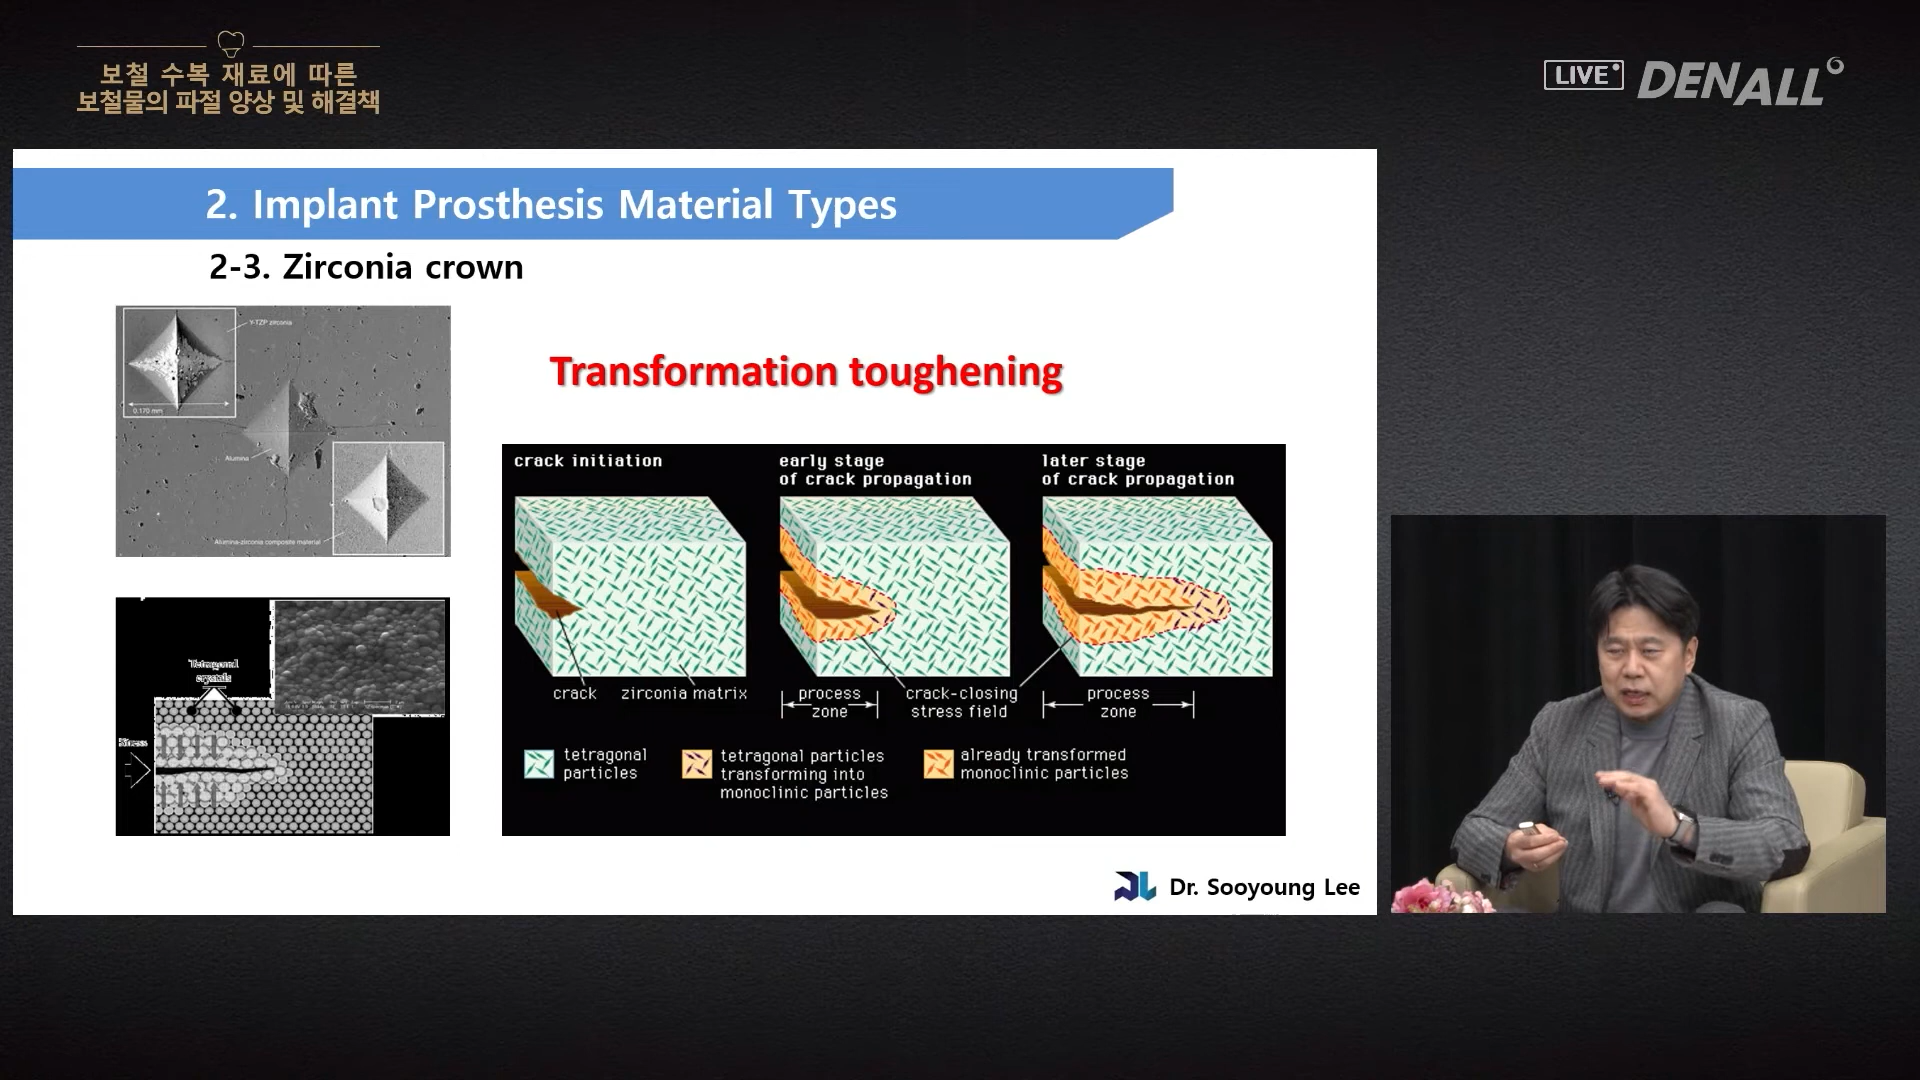 보철 수복 재료에 따른
보철물의 파절 양상 및 해결책
LIVE
DENALL
2. Implant Prosthesis Material Types
2-3. Zirconia crown
Y-TZP zirconia
0.170 mm
Alumina
Alumina-zirconia composite material
Transformation toughening
crack initiation
early stage
of crack propagation
later stage
of crack propagation
crack
zirconia matrix
process
zone
crack-closing
stress field
process
zone
tetragonal
particles
tetragonal particles
transforming into
monoclinic particles
already transformed
monoclinic particles
Tetragonal
crystals
Stress
Dr. Sooyoung Lee